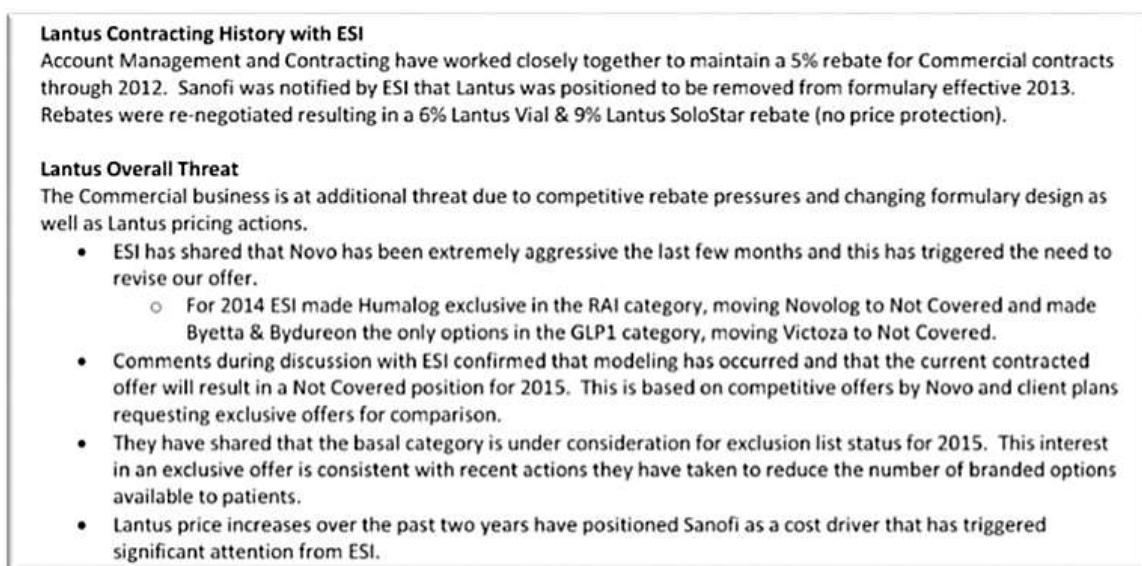 Lantus Contracting History with ESI
Account Management and Contracting have worked closely together to maintain a 5% rebate for Commercial contracts
through 2012.  Sanofi was notified by ESI that Lantus was positioned to be removed from formulary effective 2013.
Rebates were re-negotiated resulting in a 6% Lantus Vial & 9% Lantus SoloStar rebate (no price protection).
Lantus Overall Threat
The Commercial business is at additional threat due to competitive rebate pressures and changing formulary design as
well as Lantus pricing actions.
• ESI has shared that Novo has been extremely aggressive the last few months and this has triggered the need to
revise our offer.
o For 2014 ESI made Humalog exclusive in the RAI category, moving Novolog to Not Covered and made
Byetta & Bydureon the only options in the GLP1 category, moving Victoza to Not Covered.
• Comments during discussion with ESI confirmed that modeling has occurred and that the current contracted
offer will result in a Not Covered position for 2015.  This is based on competitive offers by Novo and client plans
requesting exclusive offers for comparison.
• They have shared that the basal category is under consideration for exclusion list status for 2015.  This interest
in an exclusive offer is consistent with recent actions they have taken to reduce the number of branded options
available to patients.
• Lantus price increases over the past two years have positioned Sanofi as a cost driver that has triggered
significant attention from ESI.